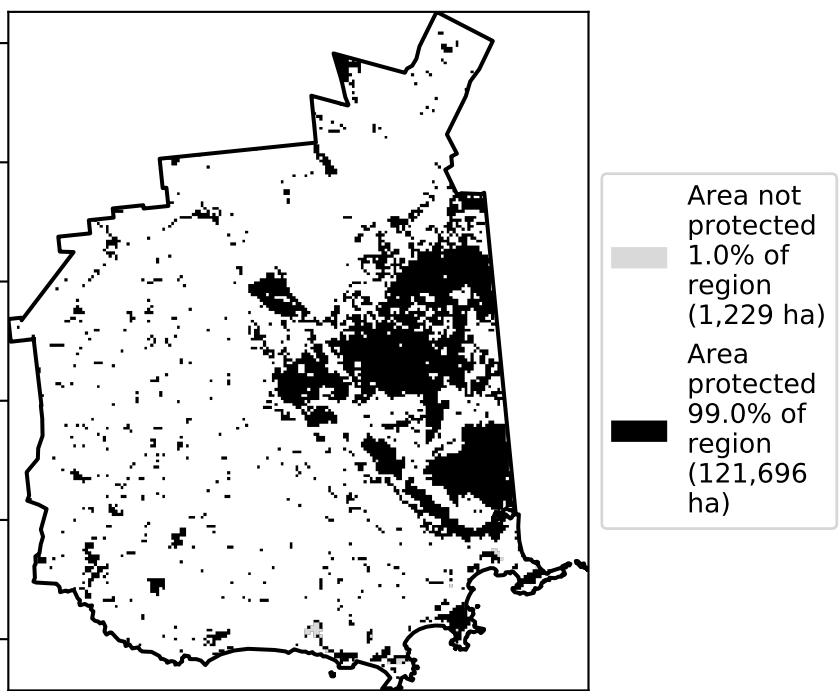 Area not
protected
1.0% of
region
(1,229 ha)
Area
protected
99.0% of
region
(121,696
ha)